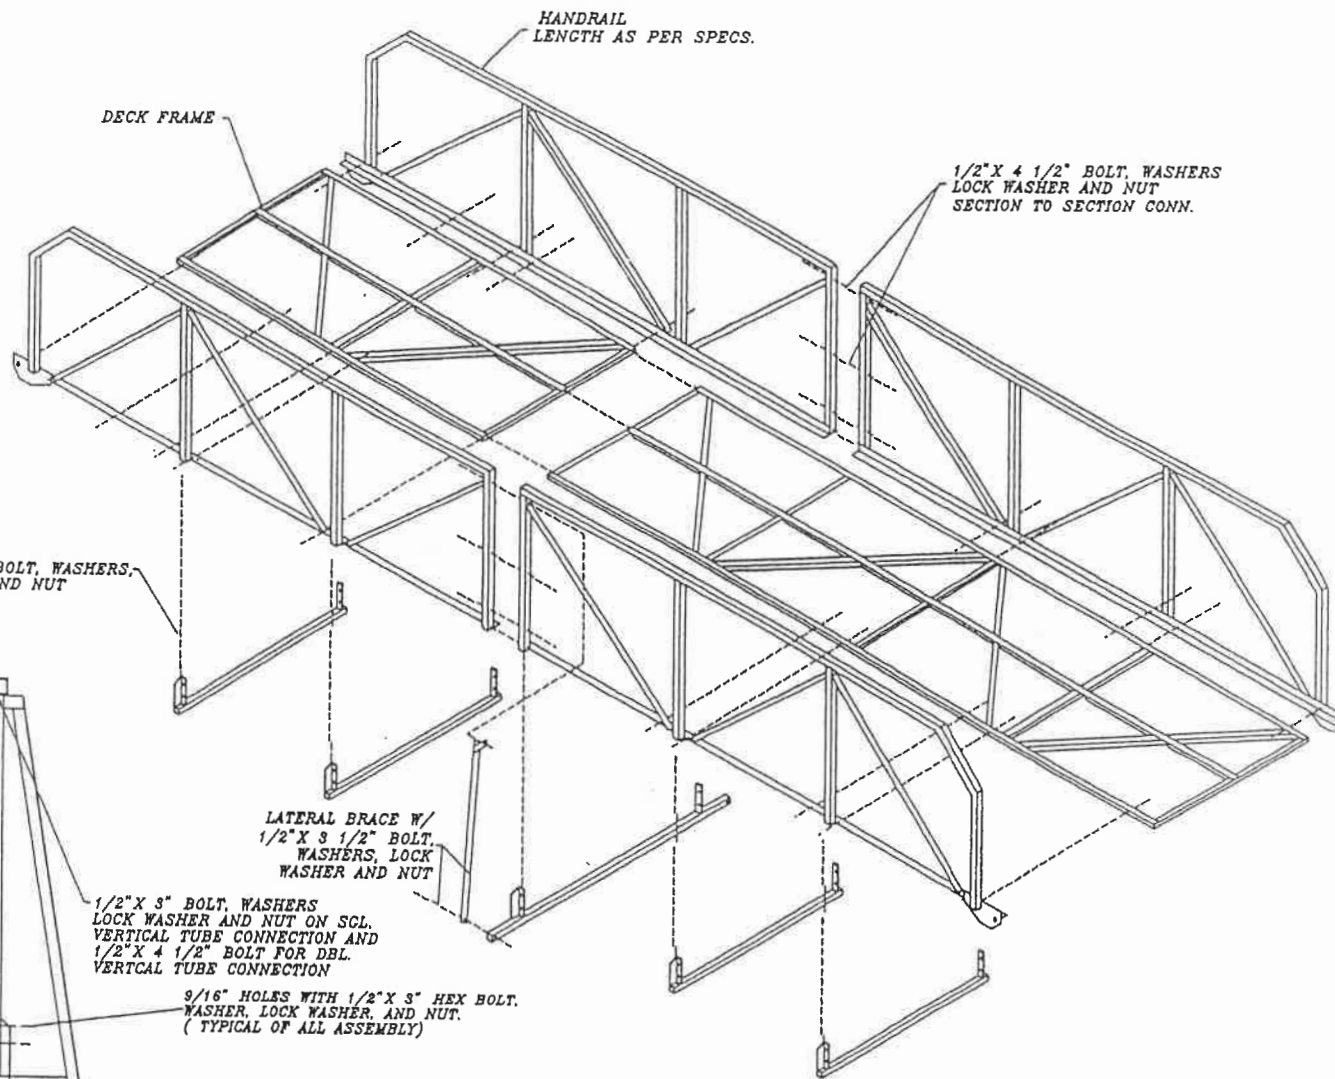 HANDRAIL
LENGTH AS PER SPECS.
DECK FRAME
1/2"X 4 1/2" BOLT, WASHERS
LOCK WASHER AND NUT
SECTION TO SECTION CONN.
BOLT, WASHERS,
AND NUT
LATERAL BRACE W/
1/2"X 3 1/2" BOLT,
WASHERS, LOCK
WASHER AND NUT
1/2"X 3" BOLT, WASHERS
LOCK WASHER AND NUT ON SGL.
VERTICAL TUBE CONNECTION AND
1/2"X 4 1/2" BOLT FOR DBL.
VERTCAL TUBE CONNECTION
9/16" HOLES WITH 1/2"X 3" HEX BOLT,
WASHER, LOCK WASHER, AND NUT.
( TYPICAL OF ALL ASSEMBLY)